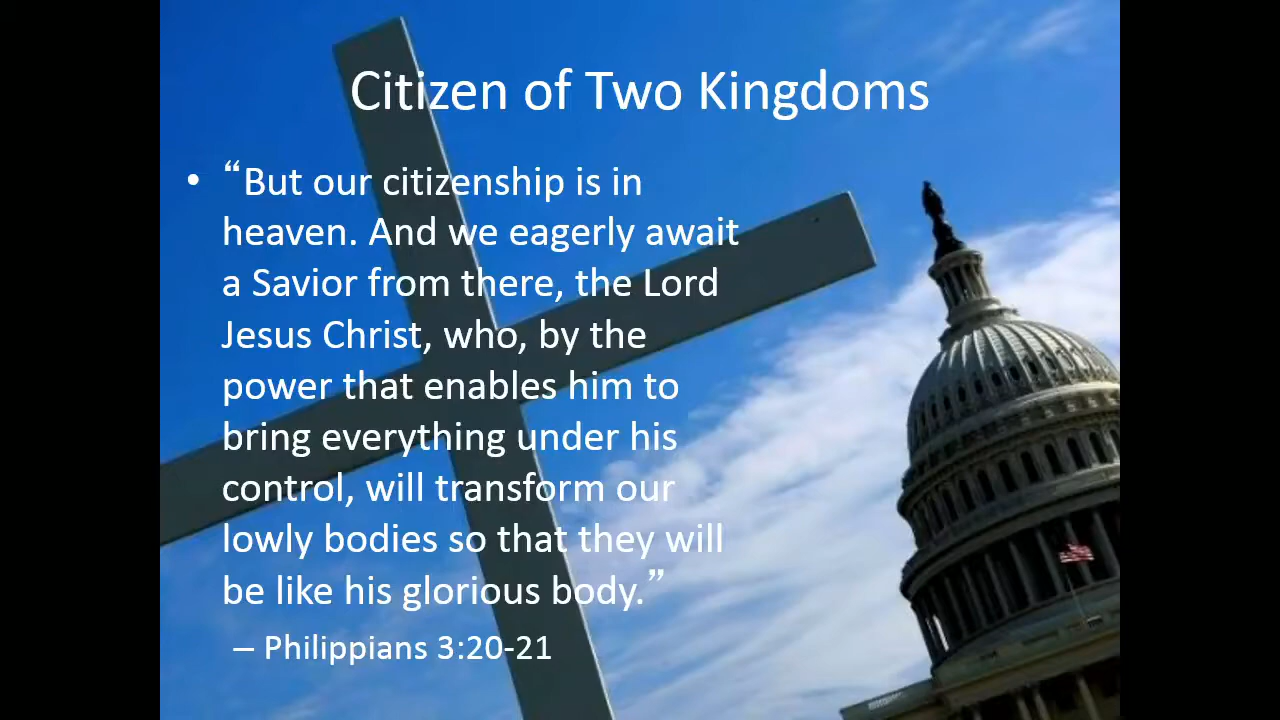 Citizen of Two Kingdoms
• “But our citizenship is in
heaven. And we eagerly await
a Savior from there, the Lord
Jesus Christ, who, by the
power that enables him to
bring everything under his
control, will transform our
lowly bodies so that they will
be like his glorious body.”
– Philippians 3:20-21